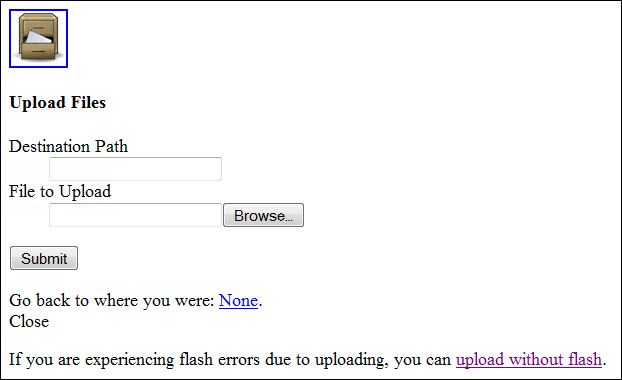 Upload Files
Destination Path
File to Upload
Browse...
Submit
Go back to where you were: None.
Close
If you are experiencing flash errors due to uploading, you can upload without flash.